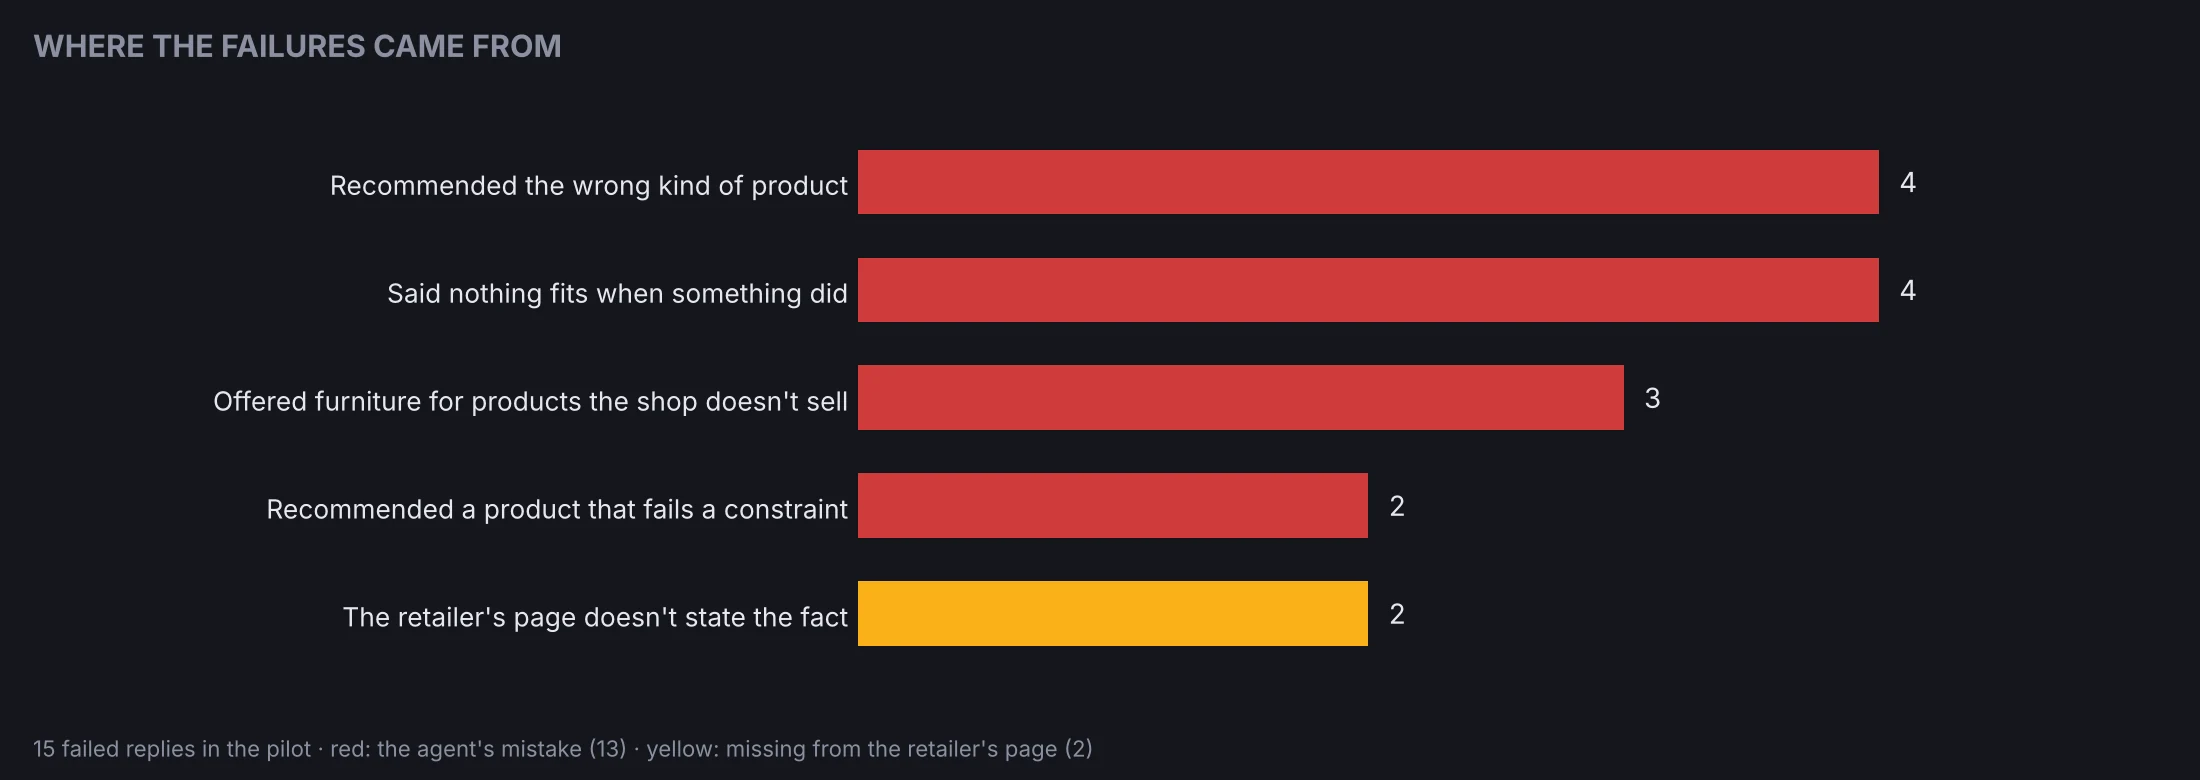 WHERE THE FAILURES CAME FROM
Recommended the wrong kind of product 4
Said nothing fits when something did 4
Offered furniture for products the shop doesn't sell 3
Recommended a product that fails a constraint 2
The retailer's page doesn't state the fact 2
15 failed replies in the pilot · red: the agent's mistake (13) · yellow: missing from the retailer's page (2)